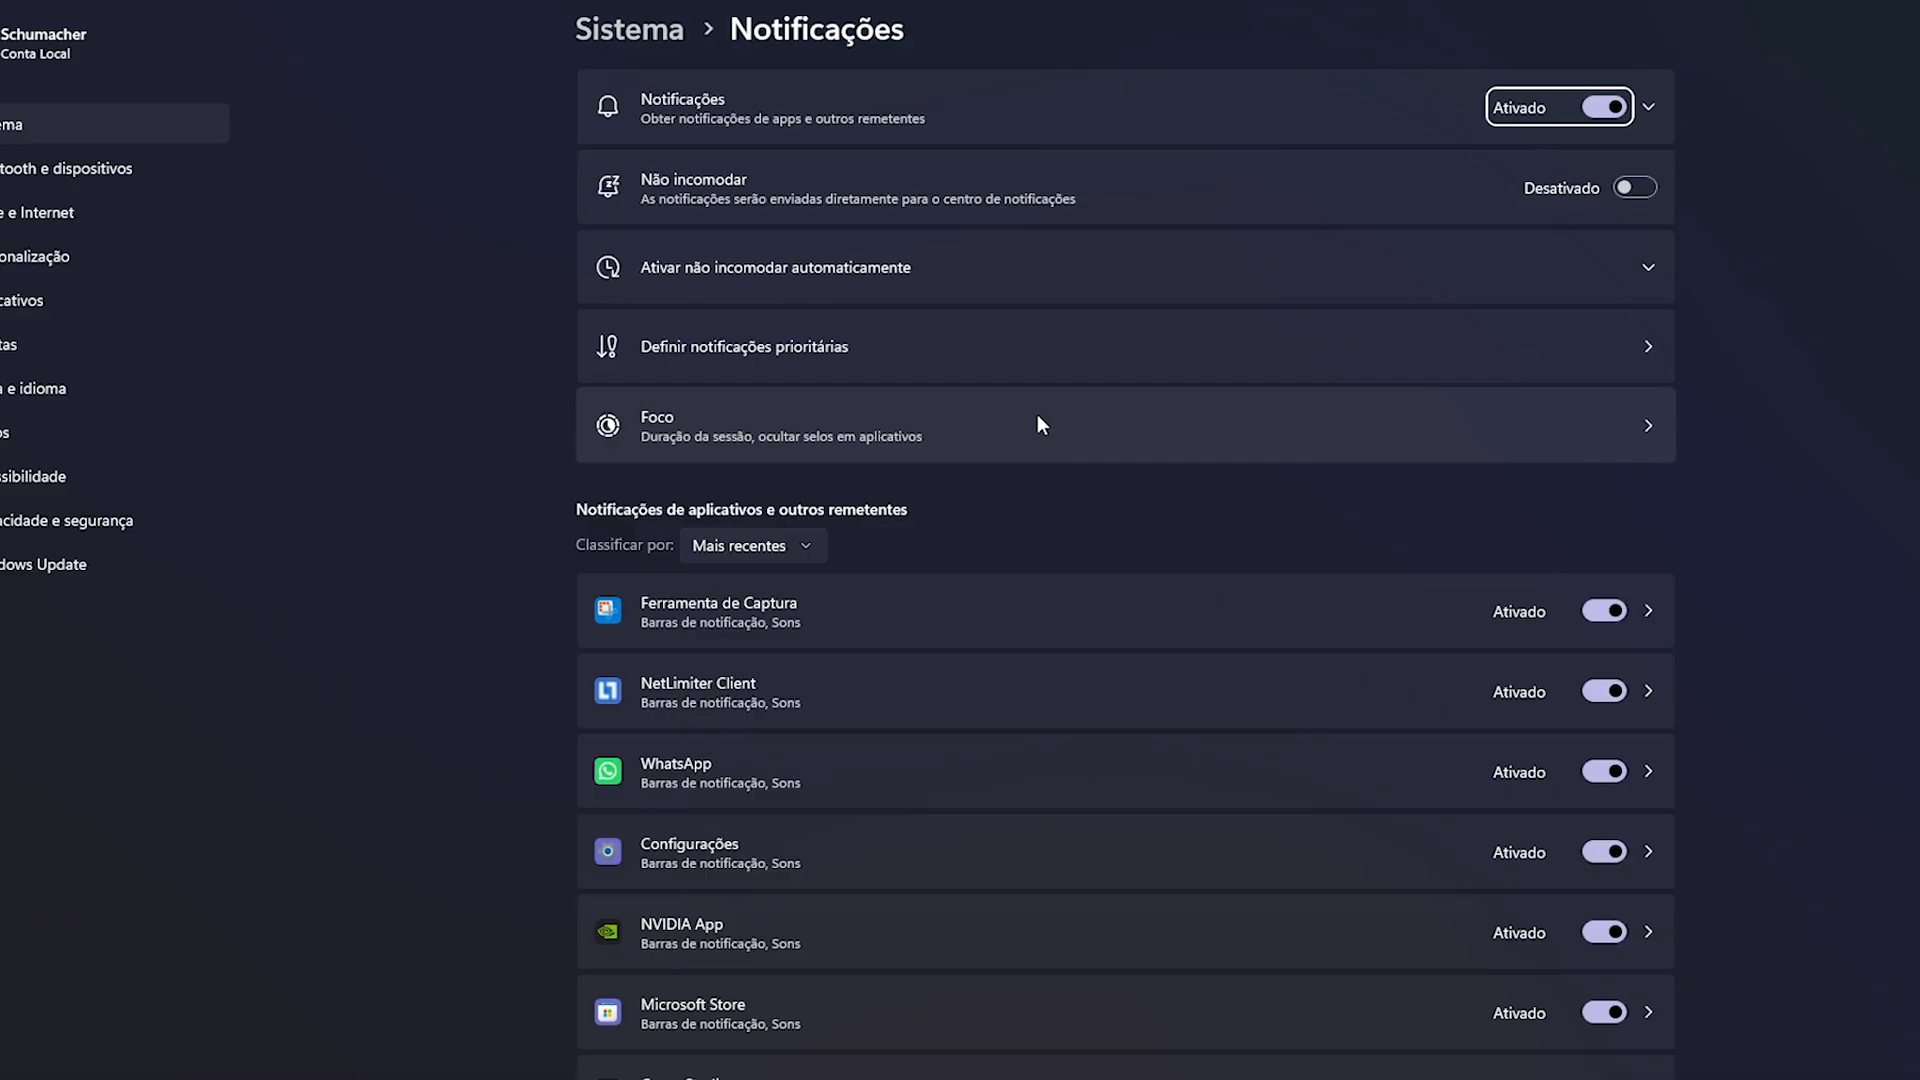 Schumacher
Conta Local
ema
tooth e dispositivos
e e Internet
onalização
cativos
tas
a e idioma
os
sibilidade
acidade e segurança
dows Update
Sistema > Notificações
Notificações
Obter notificações de apps e outros remetentes
Ativado
Não incomodar
As notificações serão enviadas diretamente para o centro de notificações
Desativado
Ativar não incomodar automaticamente
Definir notificações prioritárias
Foco
Duração da sessão, ocultar selos em aplicativos
Notificações de aplicativos e outros remetentes
Classificar por: Mais recentes
Ferramenta de Captura
Barras de notificação, Sons
Ativado
NetLimiter Client
Barras de notificação, Sons
Ativado
WhatsApp
Barras de notificação, Sons
Ativado
Configurações
Barras de notificação, Sons
Ativado
NVIDIA App
Barras de notificação, Sons
Ativado
Microsoft Store
Barras de notificação, Sons
Ativado